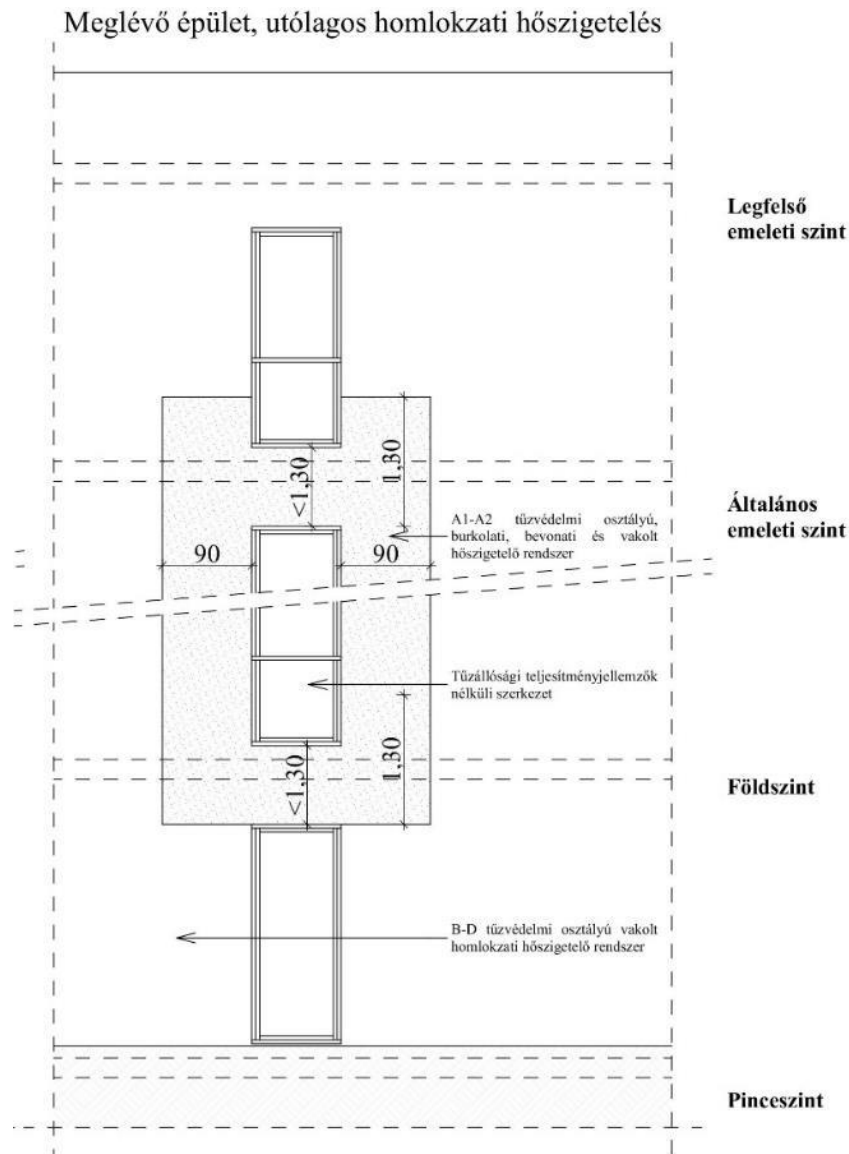 Meglévő épület, utólagos homlokzati hőszigetelés
Legfelső
emeleti szint
<1,30
1,30
Általános
emeleti szint
A1-A2 tűzvédelmi osztályú,
burkolati, bevonati és vakolt
hőszigetelő rendszer
90
90
Tűzállósági teljesítményjellemzők
nélküli szerkezet
<1,30
1,30
Földszint
B-D tűzvédelmi osztályú vakolt
homlokzati hőszigetelő rendszer
Pinceszint